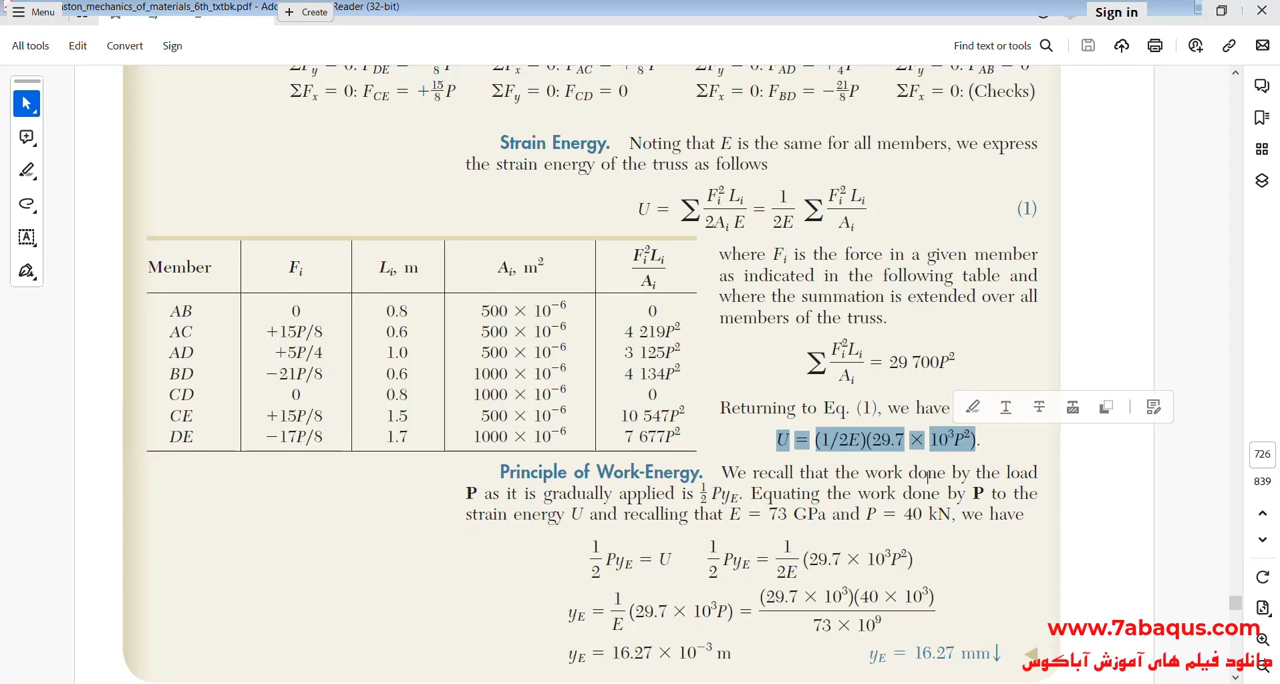 aston_mechanics_of_materials_6th_txtbk.pdf - Ado
Reader (32-bit)
Menu
+ Create
Sign in
All tools Edit Convert Sign
Find text or tools
ΣFx = 0: FCE = +15/8 P ΣFy = 0: FCD = 0 ΣFx = 0: FBD = −21/8 P ΣFx = 0: (Checks)
Strain Energy. Noting that E is the same for all members, we express
the strain energy of the truss as follows
U = Σ Fi² Li / 2Ai E = 1/2E Σ Fi² Li / Ai (1)
Member Fi Li, m Ai, m² Fi²Li/Ai
AB 0 0.8 500 × 10⁻⁶ 0
AC +15P/8 0.6 500 × 10⁻⁶ 4 219P²
AD +5P/4 1.0 500 × 10⁻⁶ 3 125P²
BD −21P/8 0.6 1000 × 10⁻⁶ 4 134P²
CD 0 0.8 1000 × 10⁻⁶ 0
CE +15P/8 1.5 500 × 10⁻⁶ 10 547P²
DE −17P/8 1.7 1000 × 10⁻⁶ 7 677P²
where Fi is the force in a given member
as indicated in the following table and
where the summation is extended over all
members of the truss.
Σ Fi²Li/Ai = 29 700P²
Returning to Eq. (1), we have
U = (1/2E)(29.7 × 10³P²).
Principle of Work-Energy. We recall that the work done by the load
P as it is gradually applied is ½ PyE. Equating the work done by P to the
strain energy U and recalling that E = 73 GPa and P = 40 kN, we have
1/2 PyE = U 1/2 PyE = 1/2E (29.7 × 10³P²)
yE = 1/E (29.7 × 10³P) = (29.7 × 10³)(40 × 10³) / 73 × 10⁹
yE = 16.27 × 10⁻³ m yE = 16.27 mm↓
726
839
www.7abaqus.com
دانلود فیلم های آموزش آباکوس